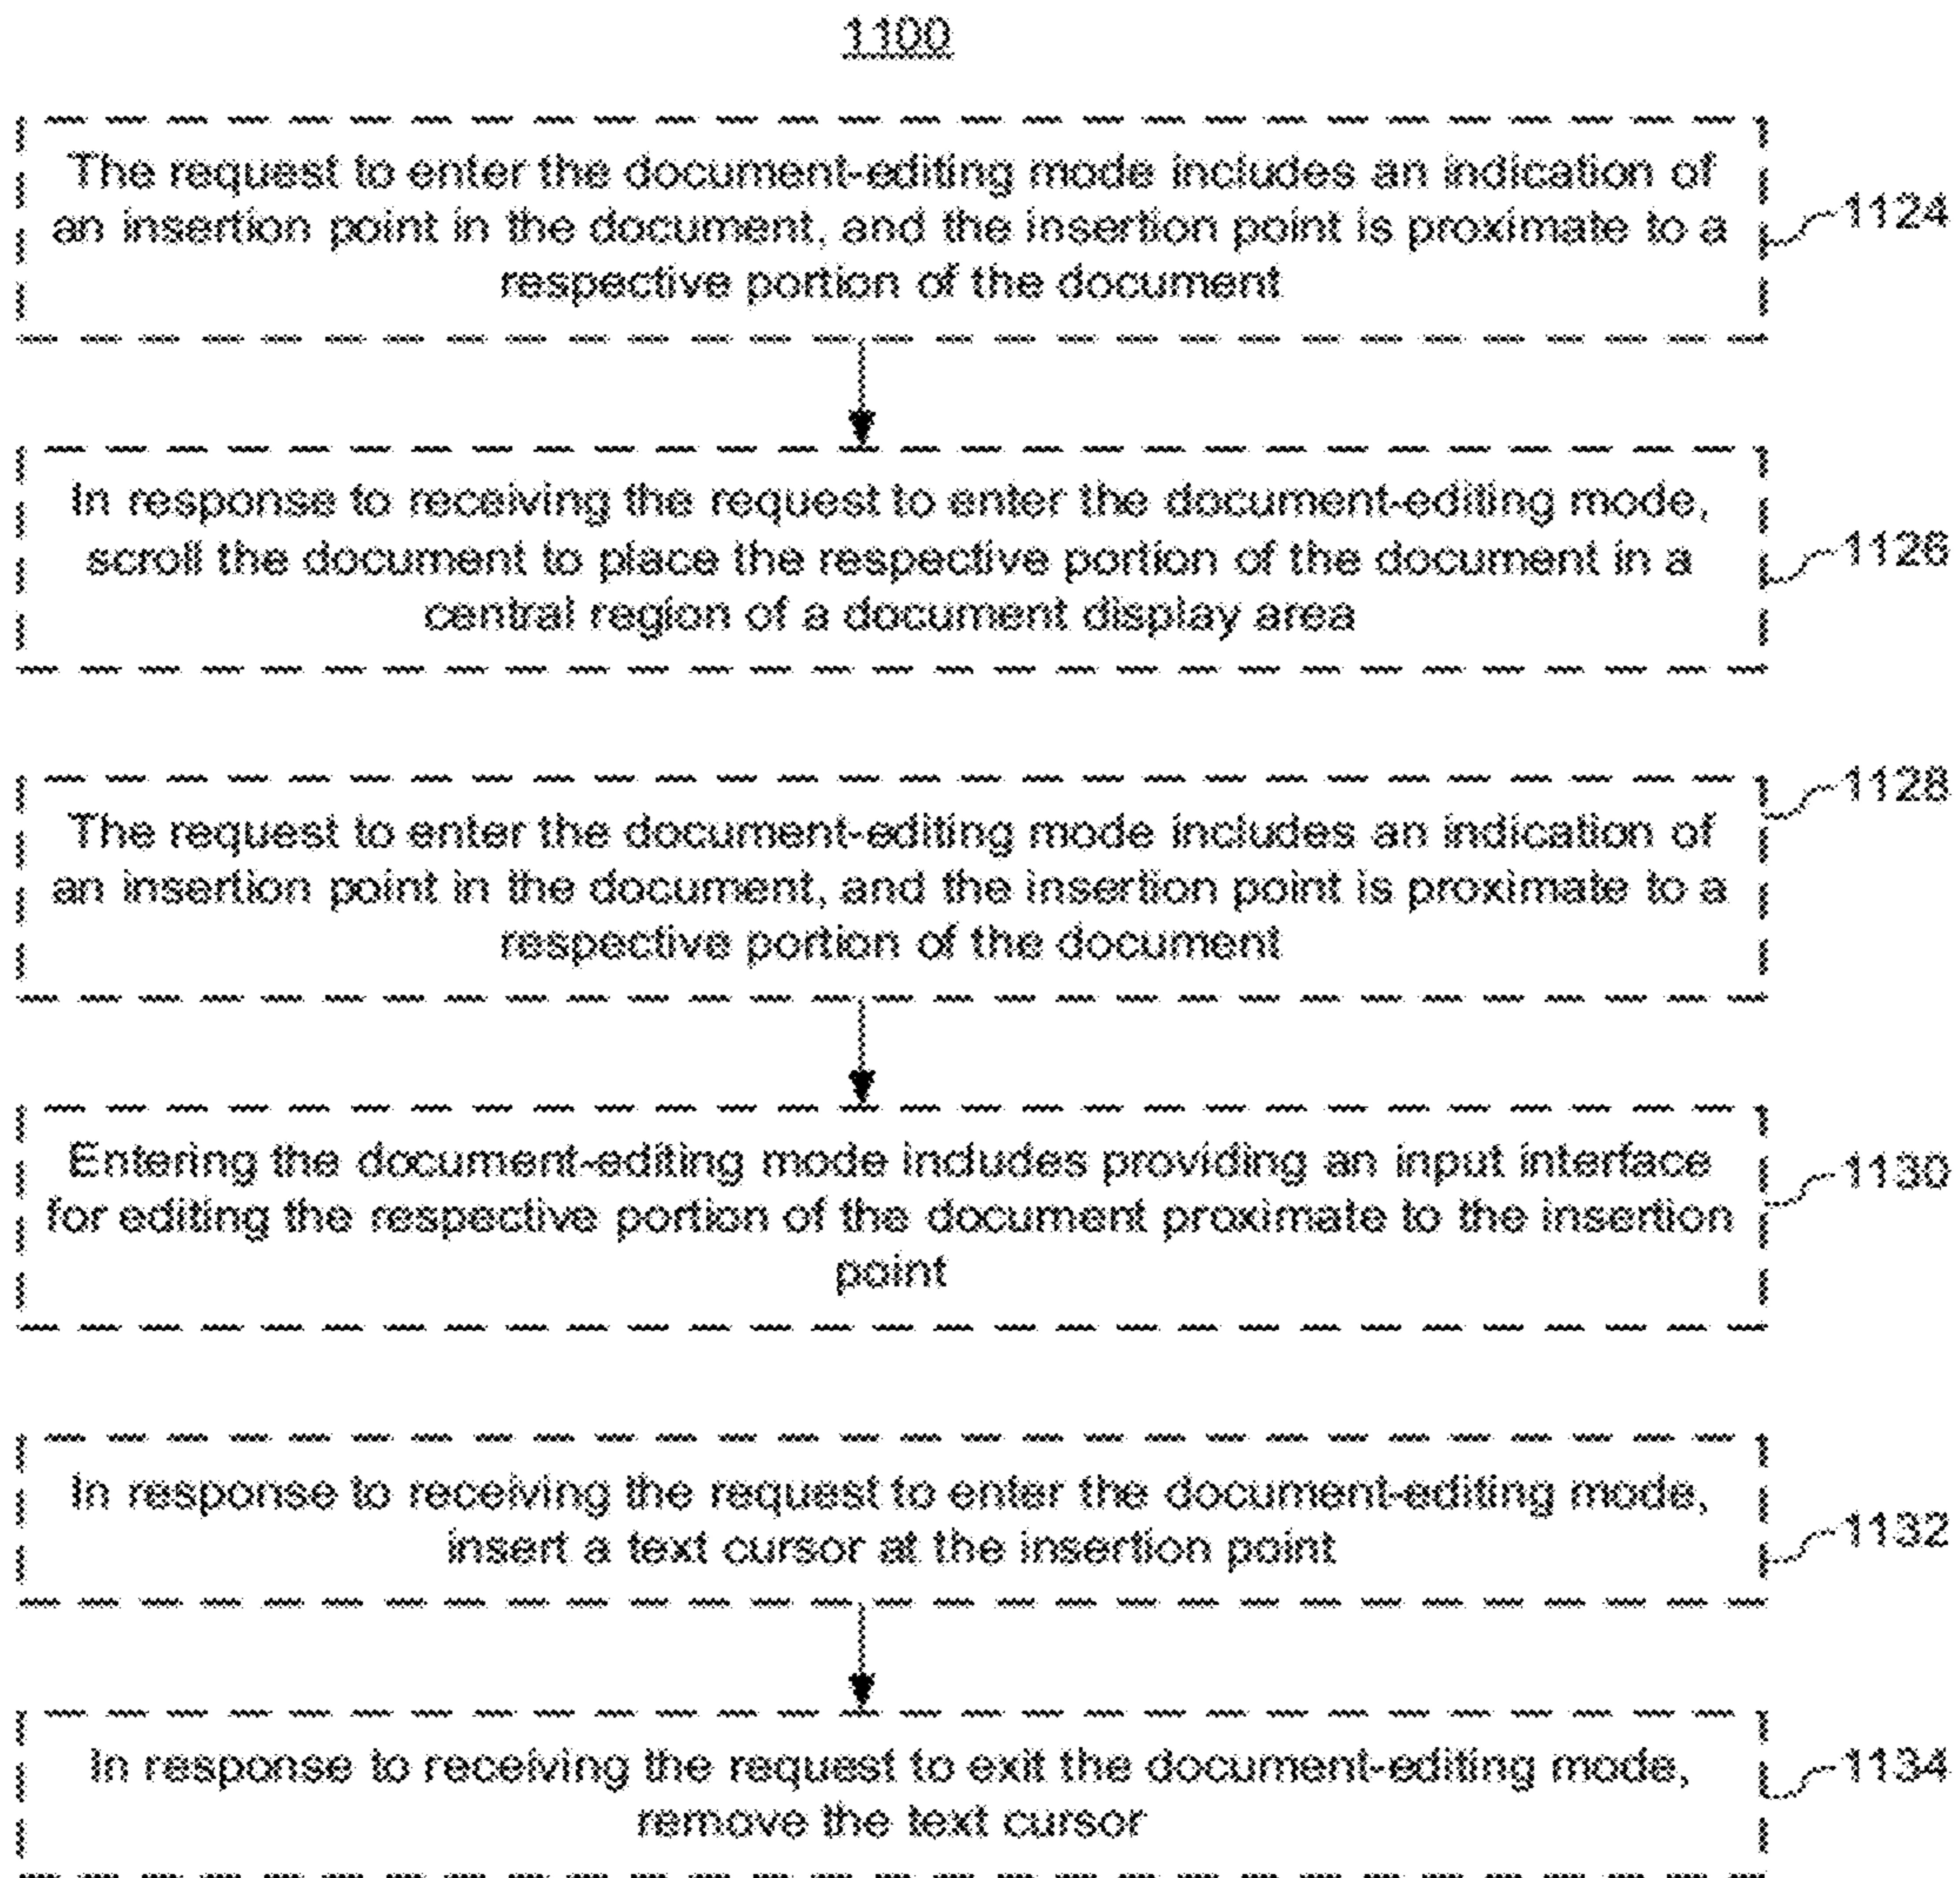 1100
The request to enter the document-editing mode includes an indication of
an insertion point in the document, and the insertion point is proximate to a
respective portion of the document
1124
In response to receiving the request to enter the document-editing mode,
scroll the document to place the respective portion of the document in a
central region of a document display area
1126
The request to enter the document-editing mode includes an indication of
an insertion point in the document, and the insertion point is proximate to a
respective portion of the document
1128
Entering the document-editing mode includes providing an input interface
for editing the respective portion of the document proximate to the insertion
point
1130
In response to receiving the request to enter the document-editing mode,
insert a text cursor at the insertion point
1132
In response to receiving the request to exit the document-editing mode,
remove the text cursor
1134